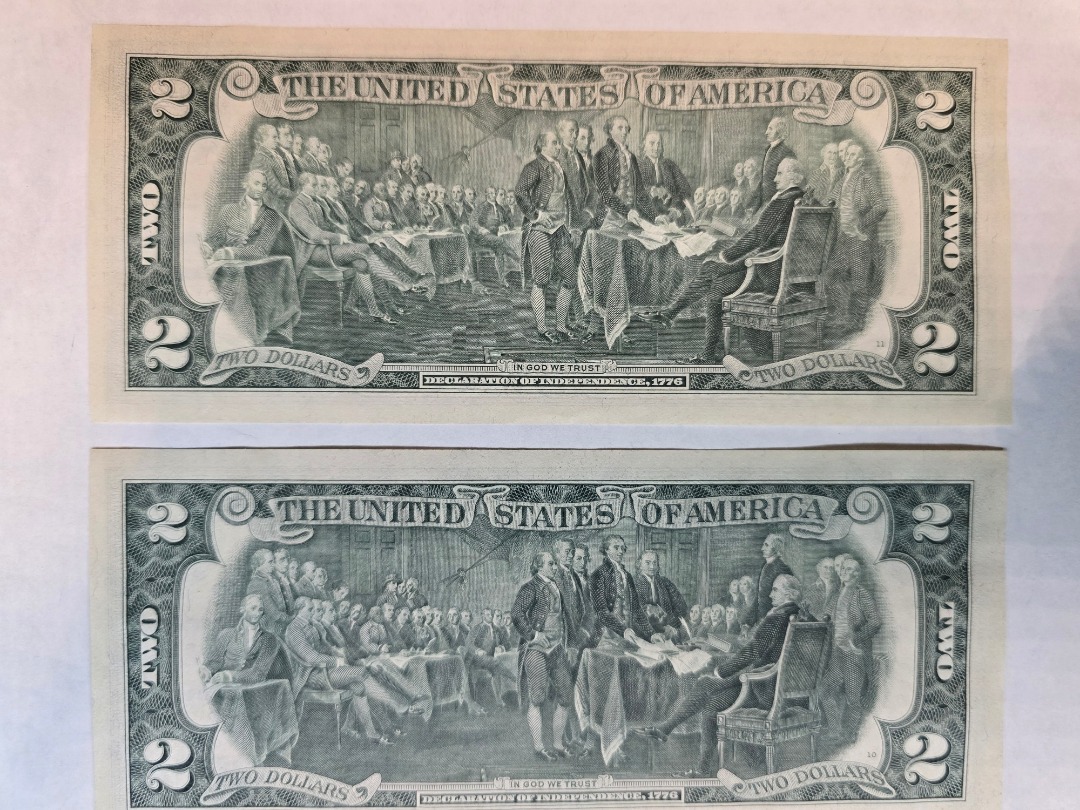 2 THE UNITED STATES OF AMERICA 2
TWO TWO
11
2 TWO DOLLARS IN GOD WE TRUST TWO DOLLARS 2
DECLARATION OF INDEPENDENCE, 1776
2 THE UNITED STATES OF AMERICA 2
TWO TWO
10
2 TWO DOLLARS IN GOD WE TRUST TWO DOLLARS 2
DECLARATION OF INDEPENDENCE, 1776